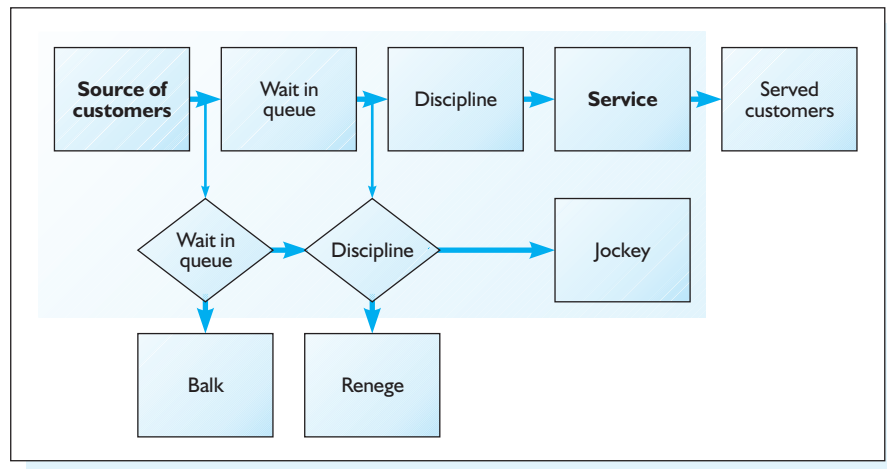 Source of
customers
Wait in
queue
Discipline
Service
Served
customers
Wait in
queue
Discipline
Jockey
Balk
Renege